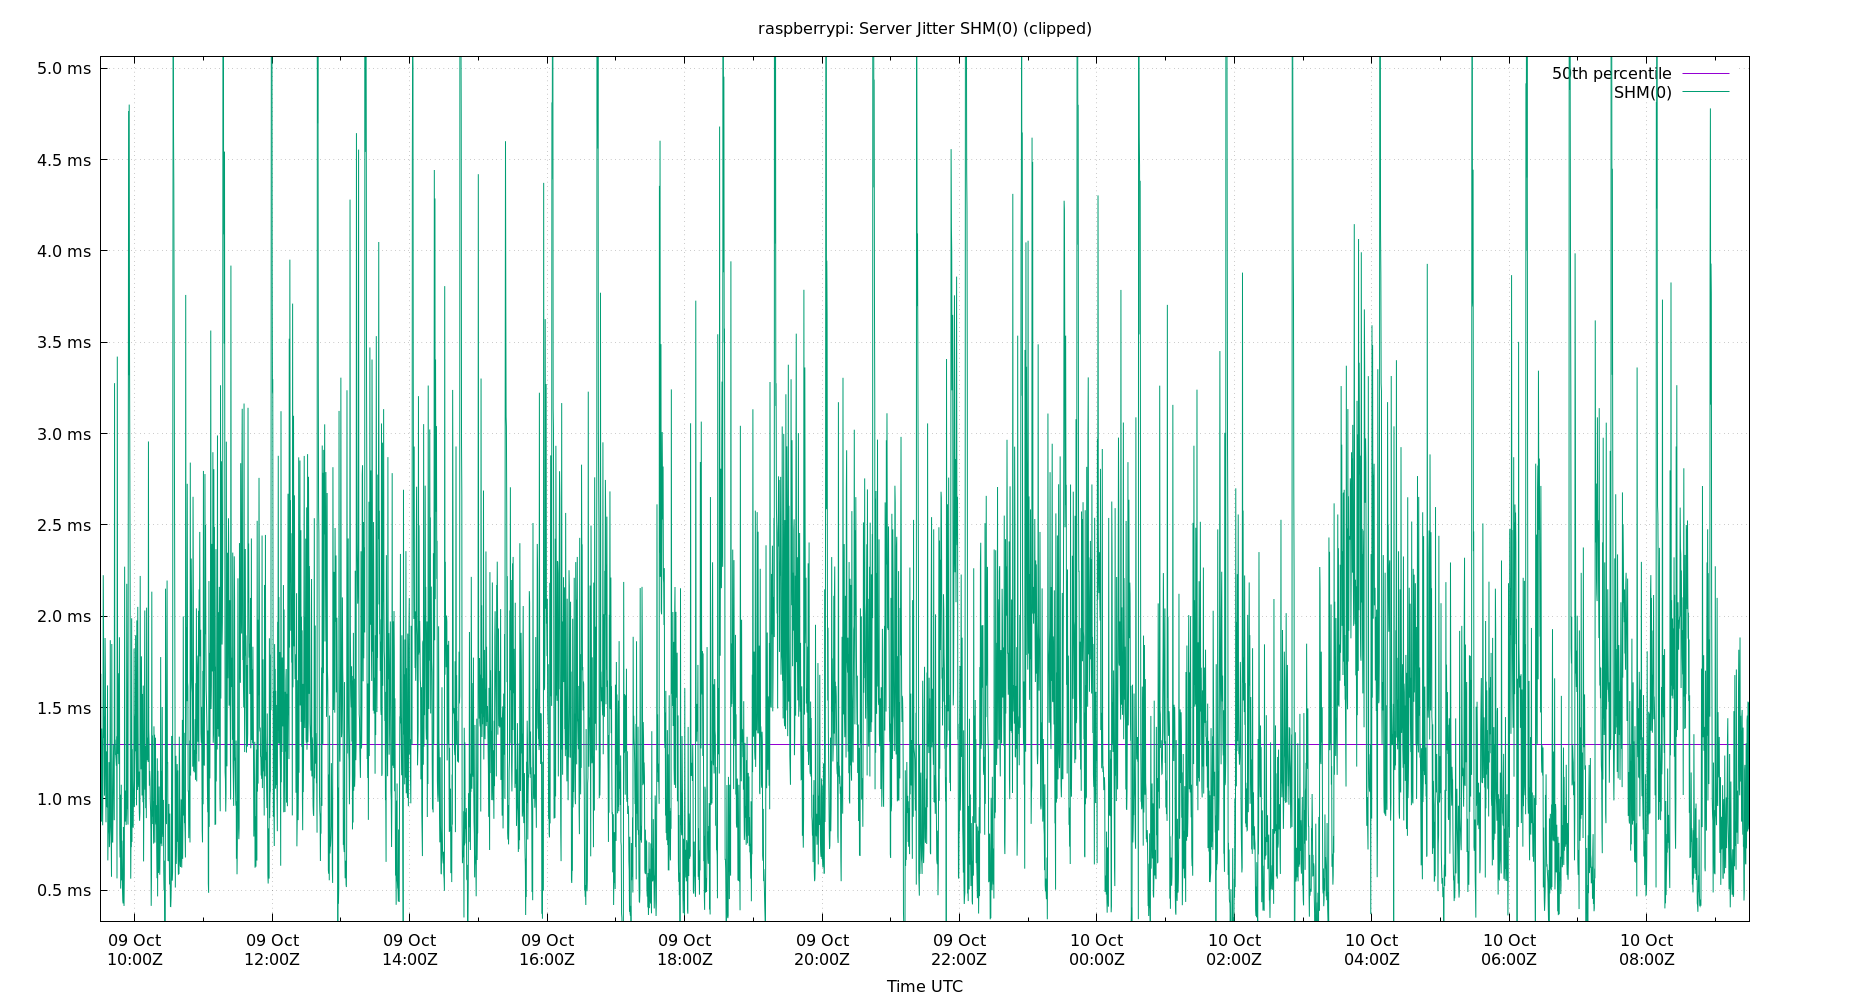 raspberrypi: Server Jitter SHM(0) (clipped)
5.0 ms
4.5 ms
4.0 ms
3.5 ms
3.0 ms
2.5 ms
2.0 ms
1.5 ms
1.0 ms
0.5 ms
50th percentile
SHM(0)
09 Oct 09 Oct 09 Oct 09 Oct 09 Oct 09 Oct 09 Oct 10 Oct 10 Oct 10 Oct 10 Oct 10 Oct
10:00Z 12:00Z 14:00Z 16:00Z 18:00Z 20:00Z 22:00Z 00:00Z 02:00Z 04:00Z 06:00Z 08:00Z
Time UTC